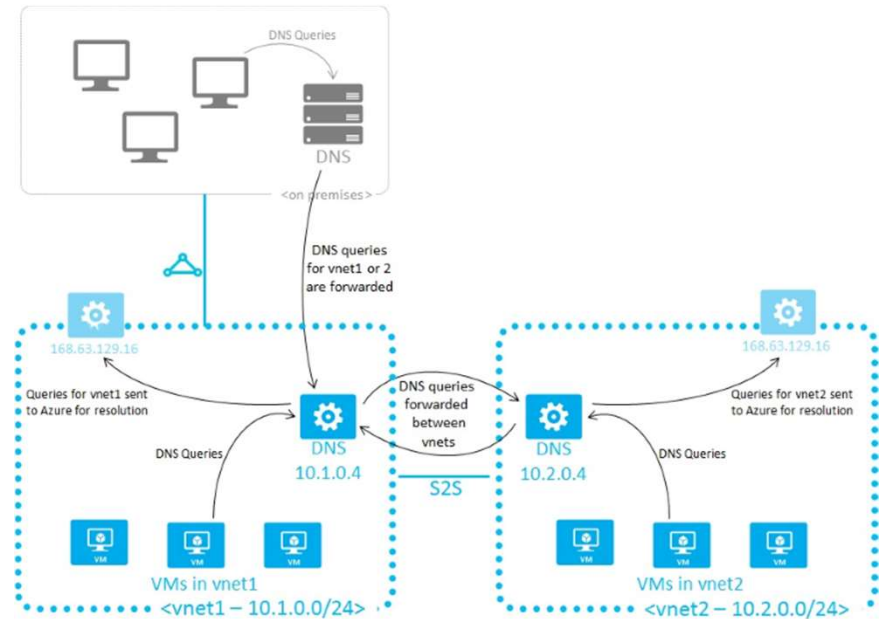 DNS Queries
DNS
<on premises>
DNS queries
for vnet1 or 2
are forwarded
168.63.129.16
168.63.129.16
Queries for vnet1 sent
to Azure for resolution
DNS queries
forwarded
between
vnets
Queries for vnet2 sent
to Azure for resolution
DNS Queries
DNS
10.1.0.4
DNS
10.2.0.4
DNS Queries
S2S
VM
VM
VM
VM
VM
VM
VMs in vnet1
<vnet1 – 10.1.0.0/24>
VMs in vnet2
<vnet2 – 10.2.0.0/24>